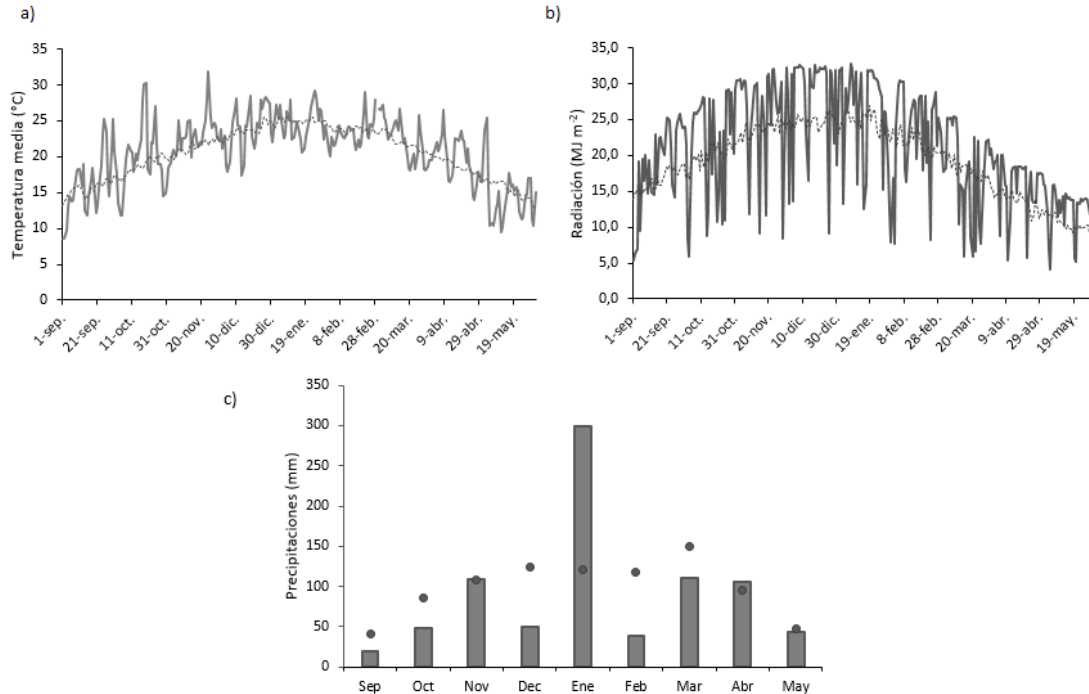 a)
Temperatura media (°C)
35
30
25
20
15
10
5
0
1-sep.
21-sep.
11-oct.
31-oct.
20-nov.
10-dic.
30-dic.
19-ene.
8-feb.
28-feb.
20-mar.
9-abr.
29-abr.
19-may.
b)
Radiación (MJ m⁻²)
35,0
30,0
25,0
20,0
15,0
10,0
5,0
0,0
1-sep.
21-sep.
11-oct.
31-oct.
20-nov.
10-dic.
30-dic.
19-ene.
8-feb.
28-feb.
20-mar.
9-abr.
29-abr.
19-may.
c)
Precipitaciones (mm)
350
300
250
200
150
100
50
0
Sep Oct Nov Dec Ene Feb Mar Abr May